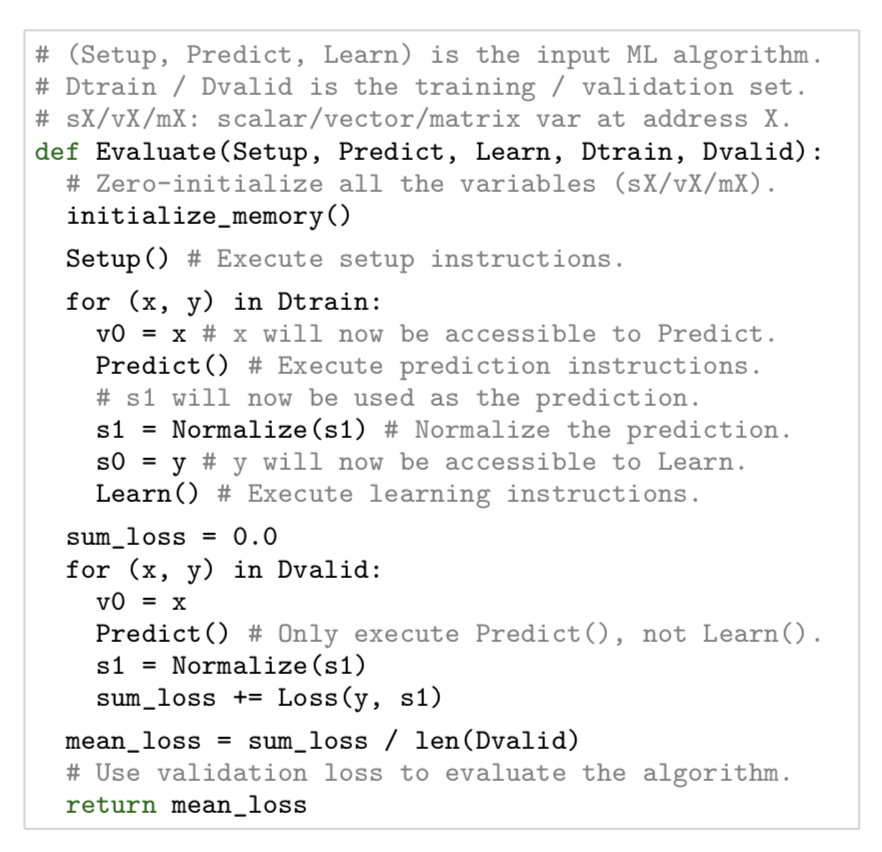 # (Setup, Predict, Learn) is the input ML algorithm.
# Dtrain / Dvalid is the training / validation set.
# sX/vX/mX: scalar/vector/matrix var at address X.
def Evaluate(Setup, Predict, Learn, Dtrain, Dvalid):
  # Zero-initialize all the variables (sX/vX/mX).
  initialize_memory()
  Setup() # Execute setup instructions.
  for (x, y) in Dtrain:
    v0 = x # x will now be accessible to Predict.
    Predict() # Execute prediction instructions.
    # s1 will now be used as the prediction.
    s1 = Normalize(s1) # Normalize the prediction.
    s0 = y # y will now be accessible to Learn.
    Learn() # Execute learning instructions.
  sum_loss = 0.0
  for (x, y) in Dvalid:
    v0 = x
    Predict() # Only execute Predict(), not Learn().
    s1 = Normalize(s1)
    sum_loss += Loss(y, s1)
  mean_loss = sum_loss / len(Dvalid)
  # Use validation loss to evaluate the algorithm.
  return mean_loss